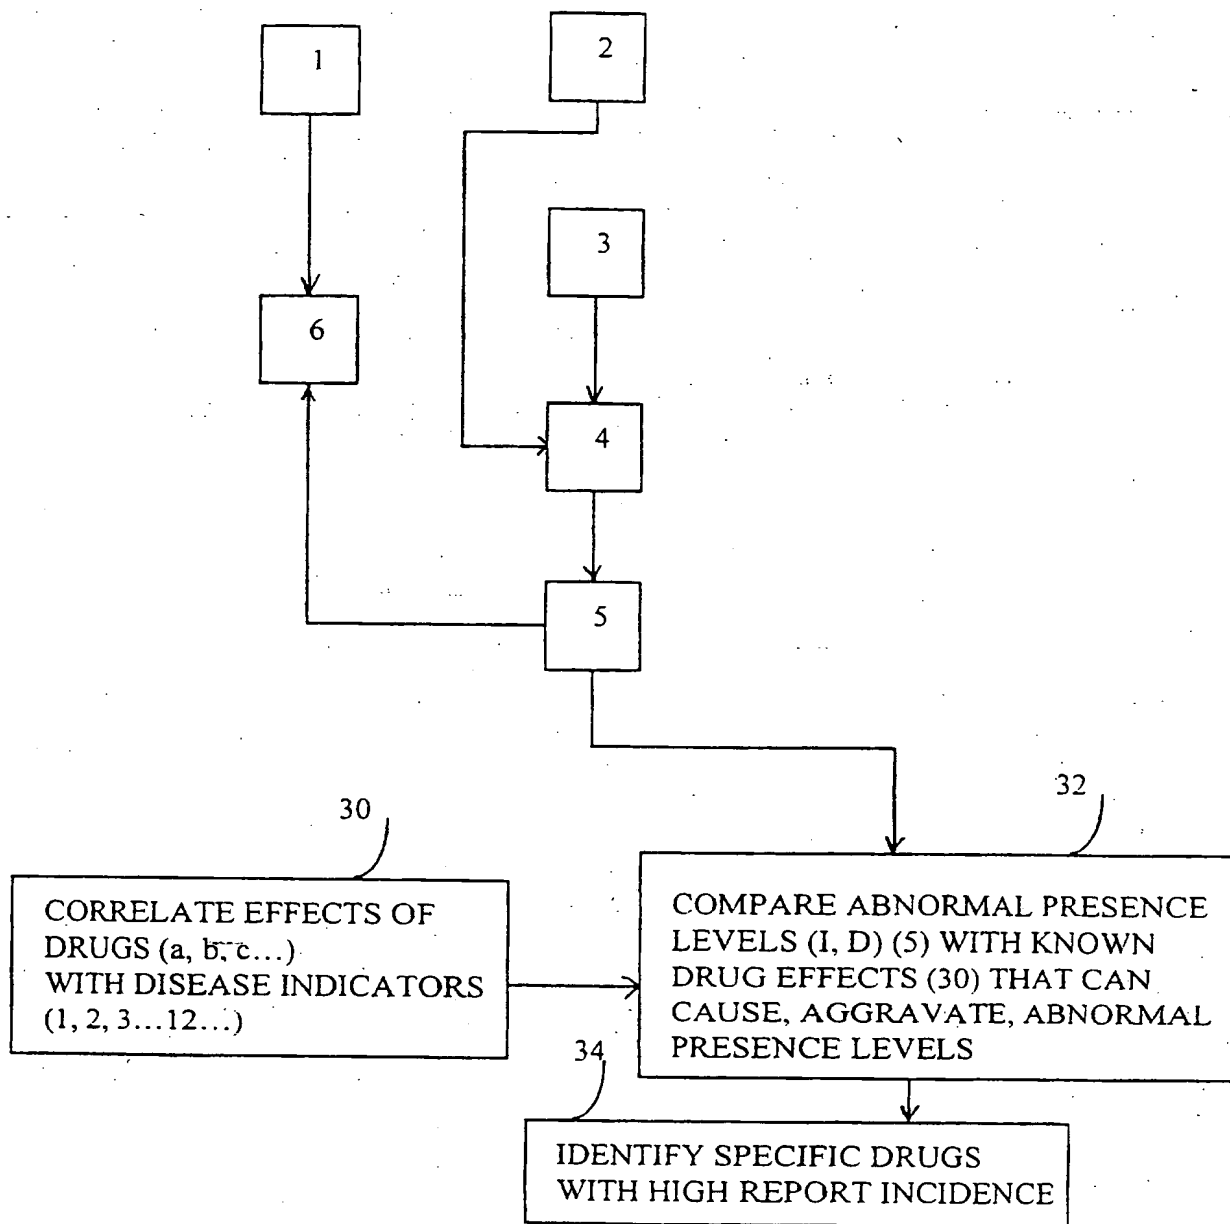 1
2
3
6
4
5
32
30
CORRELATE EFFECTS OF
DRUGS (a, b, c...)
WITH DISEASE INDICATORS
(1, 2, 3...12...)
COMPARE ABNORMAL PRESENCE
LEVELS (I, D) (5) WITH KNOWN
DRUG EFFECTS (30) THAT CAN
CAUSE, AGGRAVATE, ABNORMAL
PRESENCE LEVELS
34
IDENTIFY SPECIFIC DRUGS
WITH HIGH REPORT INCIDENCE